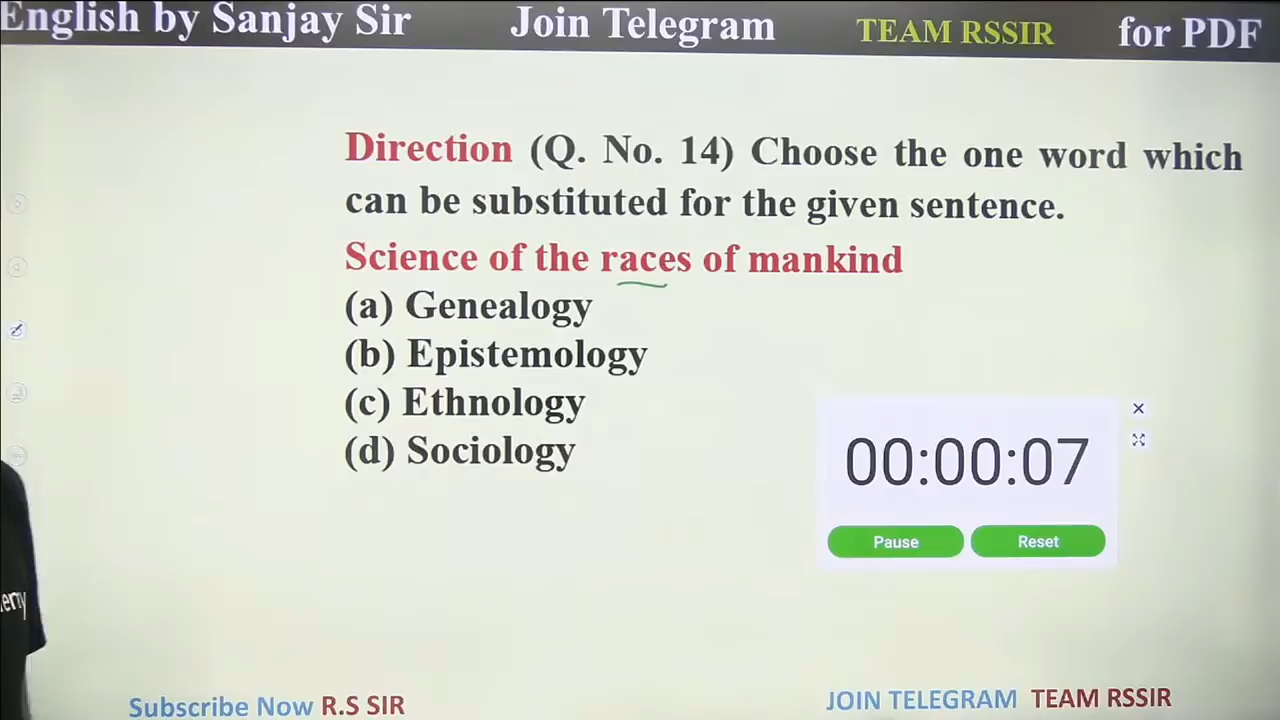 English by Sanjay Sir Join Telegram TEAM RSSIR for PDF
Direction (Q. No. 14) Choose the one word which
can be substituted for the given sentence.
Science of the races of mankind
(a) Genealogy
(b) Epistemology
(c) Ethnology
(d) Sociology
00:00:07
Pause Reset
Subscribe Now R.S SIR JOIN TELEGRAM TEAM RSSIR